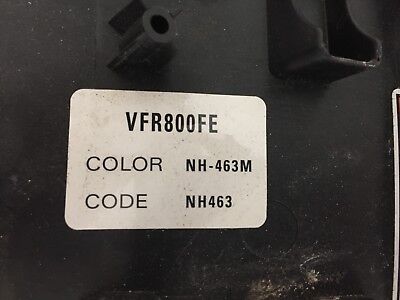 VFR800FE
COLOR NH-463M
CODE NH463